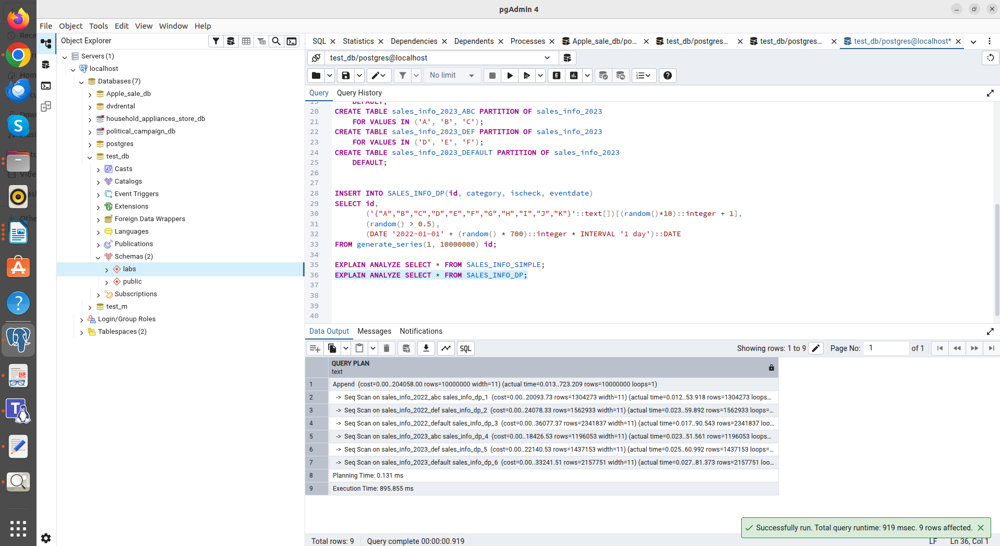 pgAdmin 4
File Object Tools Edit View Window Help
Object Explorer
SQL Statistics Dependencies Dependents Processes Apple_sale_db/po... test_db/postgres... test_db/postgres... test_db/postgres@localhost*
Servers (1)
localhost
Databases (7)
Apple_sale_db
dvdrental
household_appliances_store_db
political_campaign_db
postgres
test_db
Casts
Catalogs
Event Triggers
Extensions
Foreign Data Wrappers
Languages
Publications
Schemas (2)
labs
public
Subscriptions
test_m
Login/Group Roles
Tablespaces (2)
test_db/postgres@localhost
No limit
E
Query Query History
19 DEFAULT;
20 CREATE TABLE sales_info_2023_ABC PARTITION OF sales_info_2023
21 FOR VALUES IN ('A', 'B', 'C');
22 CREATE TABLE sales_info_2023_DEF PARTITION OF sales_info_2023
23 FOR VALUES IN ('D', 'E', 'F');
24 CREATE TABLE sales_info_2023_DEFAULT PARTITION OF sales_info_2023
25 DEFAULT;
26
27
28 INSERT INTO SALES_INFO_DP(id, category, ischeck, eventdate)
29 SELECT id,
30 ('{"A","B","C","D","E","F","G","H","I","J","K"}'::text[])[(random()*10)::integer + 1],
31 (random() > 0.5),
32 (DATE '2022-01-01' + (random() * 700)::integer * INTERVAL '1 day')::DATE
33 FROM generate_series(1, 10000000) id;
34
35 EXPLAIN ANALYZE SELECT * FROM SALES_INFO_SIMPLE;
36 EXPLAIN ANALYZE SELECT * FROM SALES_INFO_DP;
37
38
39
40
Data Output Messages Notifications
SQL Showing rows: 1 to 9 Page No: 1 of 1
QUERY PLAN
text
1 Append (cost=0.00..204058.00 rows=10000000 width=11) (actual time=0.013..723.209 rows=10000000 loops=1)
2 -> Seq Scan on sales_info_2022_abc sales_info_dp_1 (cost=0.00..20093.73 rows=1304273 width=11) (actual time=0.012..53.918 rows=1304273 loops...
3 -> Seq Scan on sales_info_2022_def sales_info_dp_2 (cost=0.00..24078.33 rows=1562933 width=11) (actual time=0.023..59.892 rows=1562933 loops=...
4 -> Seq Scan on sales_info_2022_default sales_info_dp_3 (cost=0.00..36077.37 rows=2341837 width=11) (actual time=0.017..90.543 rows=2341837 loo...
5 -> Seq Scan on sales_info_2023_abc sales_info_dp_4 (cost=0.00..18426.53 rows=1196053 width=11) (actual time=0.023..51.561 rows=1196053 loops...
6 -> Seq Scan on sales_info_2023_def sales_info_dp_5 (cost=0.00..22140.53 rows=1437153 width=11) (actual time=0.025..60.992 rows=1437153 loops=...
7 -> Seq Scan on sales_info_2023_default sales_info_dp_6 (cost=0.00..33241.51 rows=2157751 width=11) (actual time=0.027..81.373 rows=2157751 loo...
8 Planning Time: 0.131 ms
9 Execution Time: 895.855 ms
Successfully run. Total query runtime: 919 msec. 9 rows affected.
Total rows: 9 Query complete 00:00:00.919 LF Ln 36, Col 1